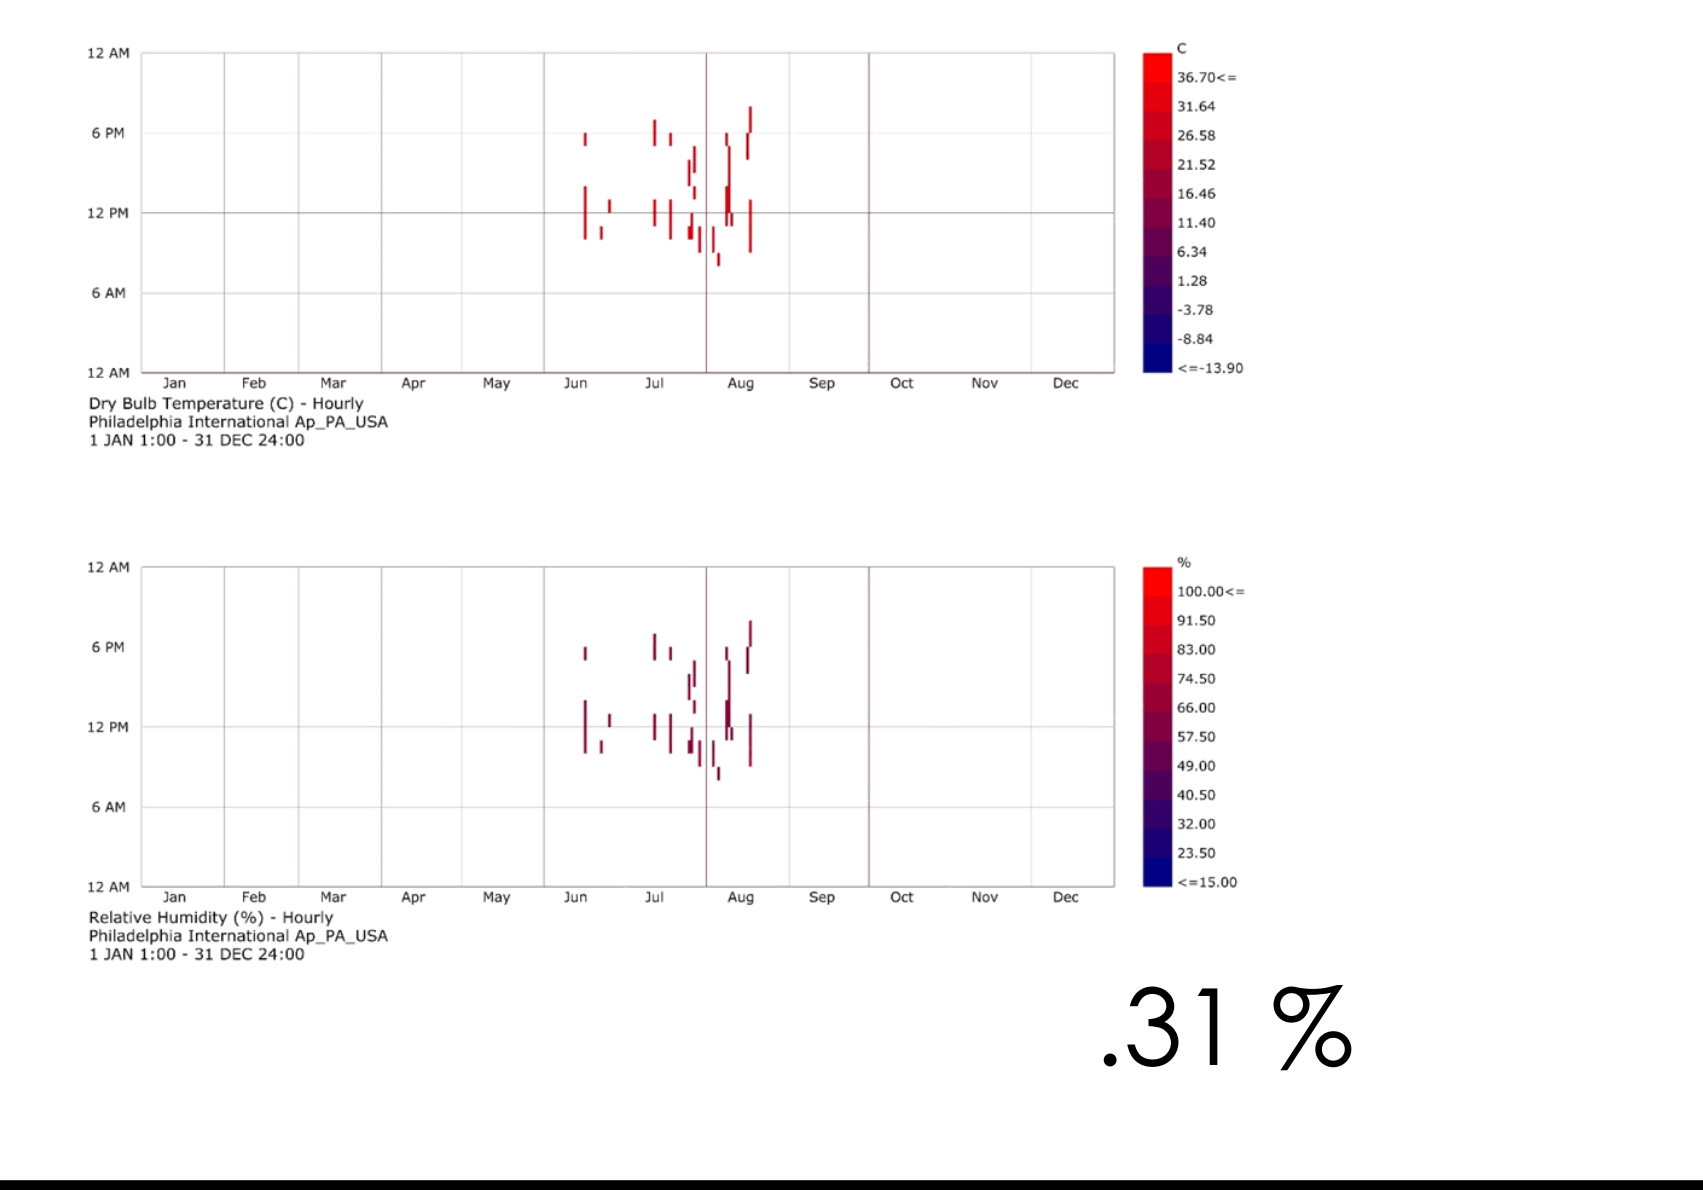 C
12 AM
36.70<=
31.64
6 PM
26.58
21.52
16.46
12 PM
11.40
6.34
6 AM
1.28
-3.78
-8.84
12 AM
<=-13.90
Jan Feb Mar Apr May Jun Jul Aug Sep Oct Nov Dec
Dry Bulb Temperature (C) - Hourly
Philadelphia International Ap_PA_USA
1 JAN 1:00 - 31 DEC 24:00
%
12 AM
100.00<=
91.50
6 PM
83.00
74.50
66.00
12 PM
57.50
49.00
40.50
6 AM
32.00
23.50
12 AM
<=15.00
Jan Feb Mar Apr May Jun Jul Aug Sep Oct Nov Dec
Relative Humidity (%) - Hourly
Philadelphia International Ap_PA_USA
1 JAN 1:00 - 31 DEC 24:00
.31 %